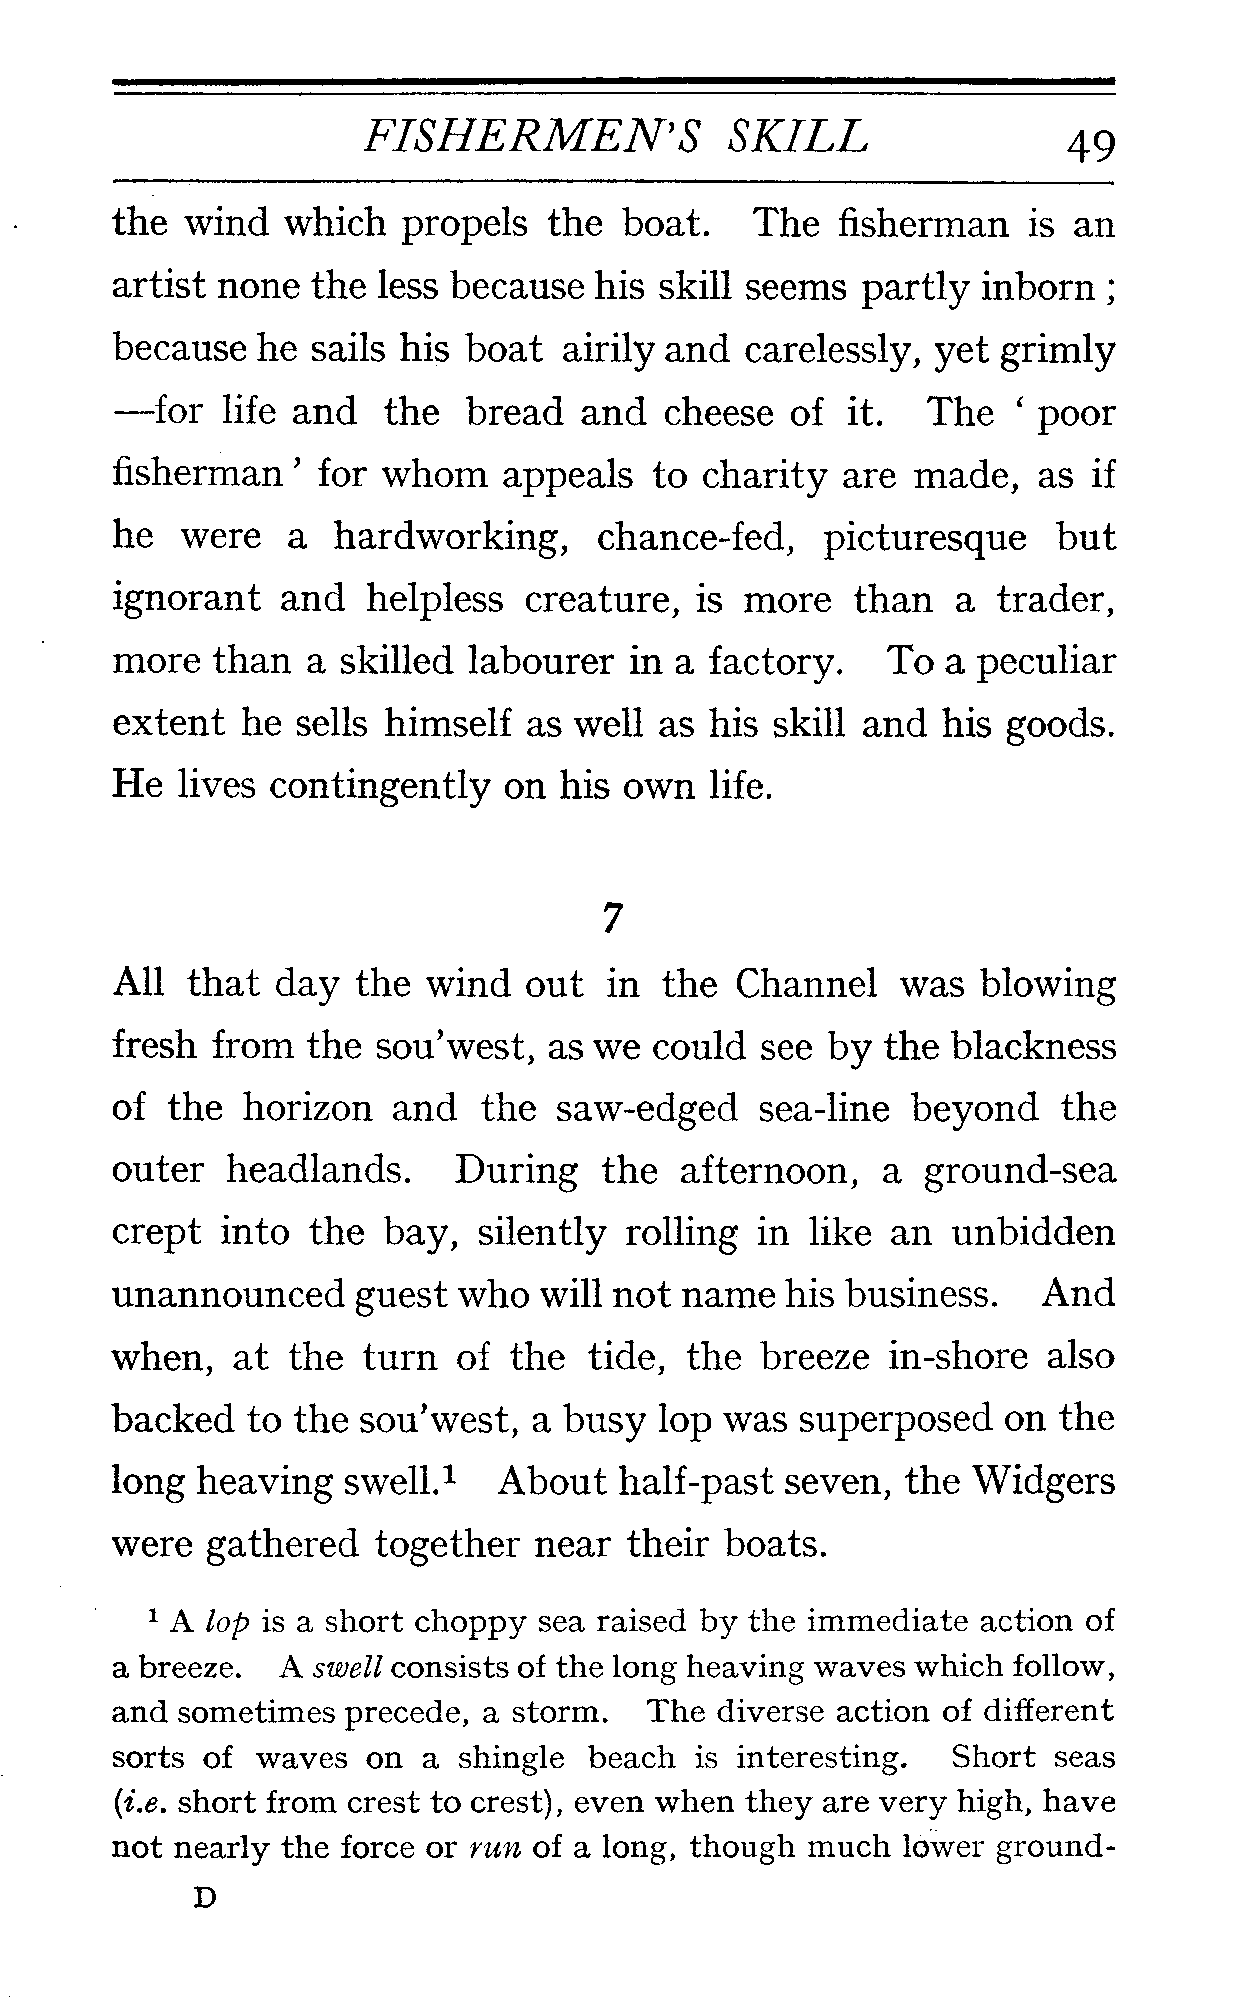 FISHERMEN'S SKILL 49
the wind which propels the boat. The fisherman is an
artist none the less because his skill seems partly inborn ;
because he sails his boat airily and carelessly, yet grimly
—for life and the bread and cheese of it. The ‘ poor
fisherman ’ for whom appeals to charity are made, as if
he were a hardworking, chance-fed, picturesque but
ignorant and helpless creature, is more than a trader,
more than a skilled labourer in a factory. To a peculiar
extent he sells himself as well as his skill and his goods.
He lives contingently on his own life.
7
All that day the wind out in the Channel was blowing
fresh from the sou'west, as we could see by the blackness
of the horizon and the saw-edged sea-line beyond the
outer headlands. During the afternoon, a ground-sea
crept into the bay, silently rolling in like an unbidden
unannounced guest who will not name his business. And
when, at the turn of the tide, the breeze in-shore also
backed to the sou'west, a busy lop was superposed on the
long heaving swell.¹ About half-past seven, the Widgers
were gathered together near their boats.
¹ A lop is a short choppy sea raised by the immediate action of
a breeze. A swell consists of the long heaving waves which follow,
and sometimes precede, a storm. The diverse action of different
sorts of waves on a shingle beach is interesting. Short seas
(i.e. short from crest to crest), even when they are very high, have
not nearly the force or run of a long, though much lower ground-
D